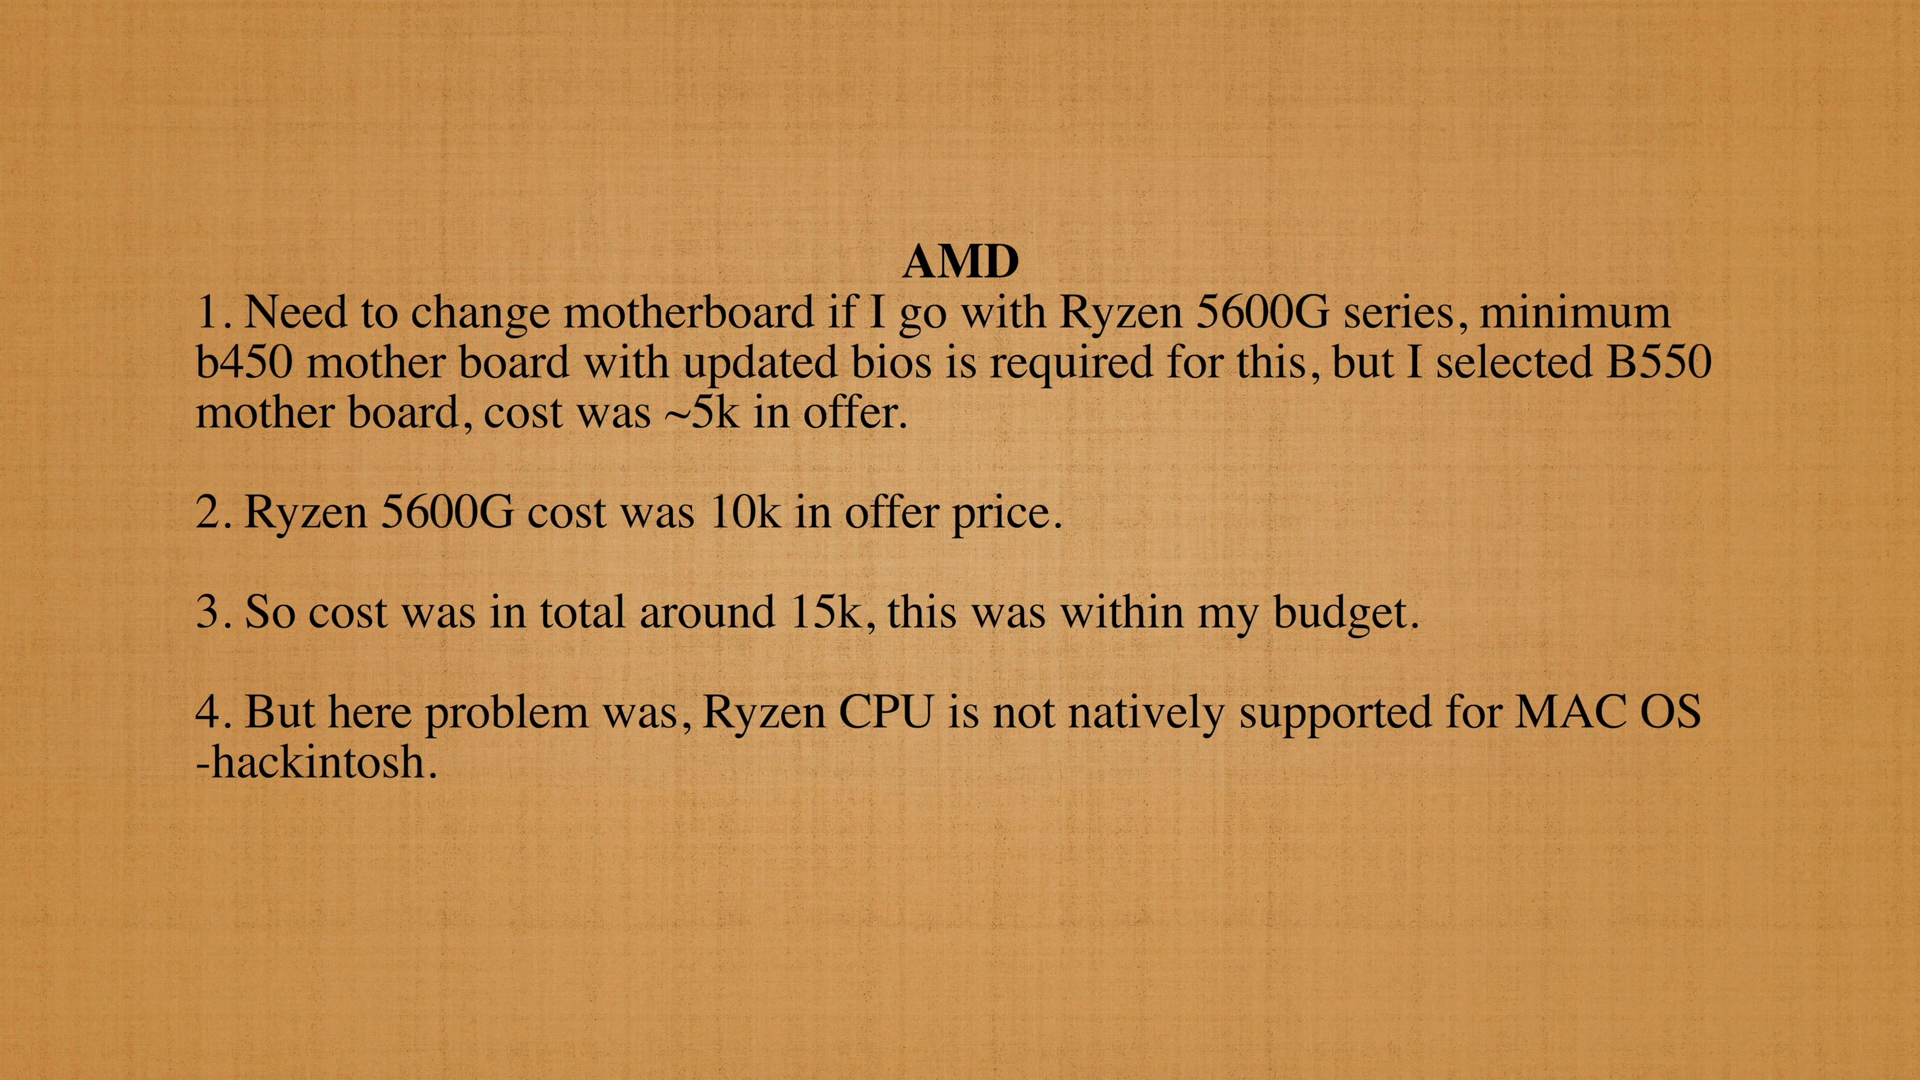 AMD
1. Need to change motherboard if I go with Ryzen 5600G series, minimum
b450 mother board with updated bios is required for this, but I selected B550
mother board, cost was ~5k in offer.
2. Ryzen 5600G cost was 10k in offer price.
3. So cost was in total around 15k, this was within my budget.
4. But here problem was, Ryzen CPU is not natively supported for MAC OS
-hackintosh.